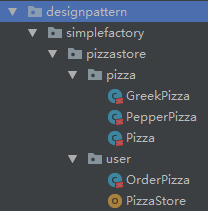 designpattern
simplefactory
pizzastore
pizza
GreekPizza
PepperPizza
Pizza
user
OrderPizza
PizzaStore